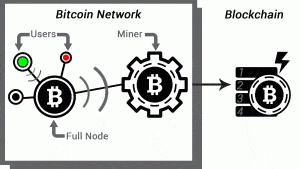 Bitcoin Network
Blockchain
Users
Miner
Full Node
1
2
3
4